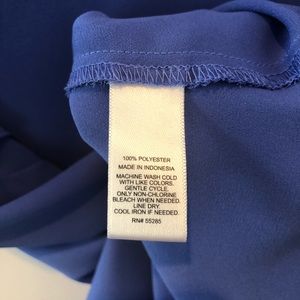 100% POLYESTER
MADE IN INDONESIA
MACHINE WASH COLD
WITH LIKE COLORS.
GENTLE CYCLE.
ONLY NON-CHLORINE
BLEACH WHEN NEEDED.
LINE DRY.
COOL IRON IF NEEDED.
RN# 55285